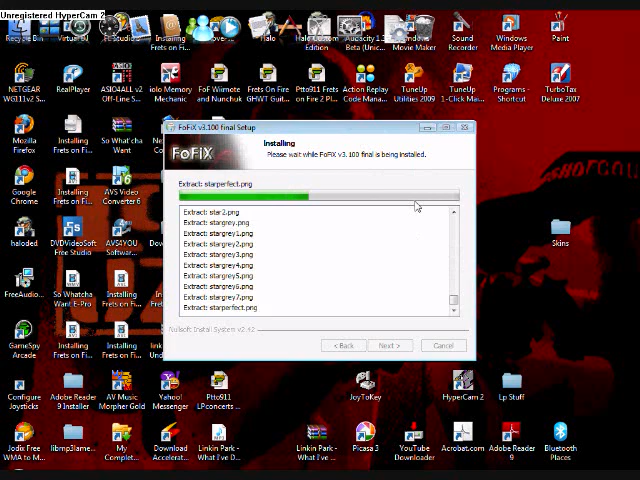 Unregistered HyperCam 2
Recycle Bin
Virtual DJ
Installing
Frets on Fi...
Halo
Halo Custom
Edition
Audacity 1.3
Beta (Unic...
Windows
Movie Maker
Sound
Recorder
Windows
Media Player
Paint
NETGEAR
WG111v2 S...
RealPlayer
ASIO4ALL v2
Off-Line S...
iolo Memory
Mechanic
FoF Wiimote
and Nunchuk
Frets On Fire
GHWT Guit...
Ptto911 Frets
on Fire 2 Pl...
Action Replay
Code Mana...
TuneUp
Utilities 2009
TuneUp
1-Click Ma...
Programs -
Shortcut
TurboTax
Deluxe 2007
FoFiX v3.100 final Setup
FoFiX
Installing
Please wait while FoFiX v3.100 final is being installed.
Extract: starperfect.png
Extract: star2.png
Extract: stargrey.png
Extract: stargrey1.png
Extract: stargrey2.png
Extract: stargrey3.png
Extract: stargrey4.png
Extract: stargrey5.png
Extract: stargrey6.png
Extract: stargrey7.png
Extract: starperfect.png
Nullsoft Install System v2.42
< Back
Next >
Cancel
Mozilla
Firefox
Installing
Frets on Fi...
So What'cha
Want
Google
Chrome
Installing
Frets on Fi...
AVS Video
Converter 6
haloded
DVDVideoSoft
Free Studio
AVS4YOU
Softwar...
Skins
FreeAudio...
So Whatcha
Want E-Pro
Installing
Frets on Fi...
GameSpy
Arcade
Installing
Frets on Fi...
Installing
Frets on Fi...
Configure
Joysticks
Adobe Reader
9 Installer
AV Music
Morpher Gold
Yahoo!
Messenger
Ptto911
LPconcerts ...
JoyToKey
HyperCam 2
Lp Stuff
Jodix Free
WMA to M...
libmp3lame...
My
Complet...
Download
Accelerat...
Linkin Park -
What I've ...
Linkin Park -
What I've ...
Picasa 3
YouTube
Downloader
Acrobat.com
Adobe Reader
9
Bluetooth
Places